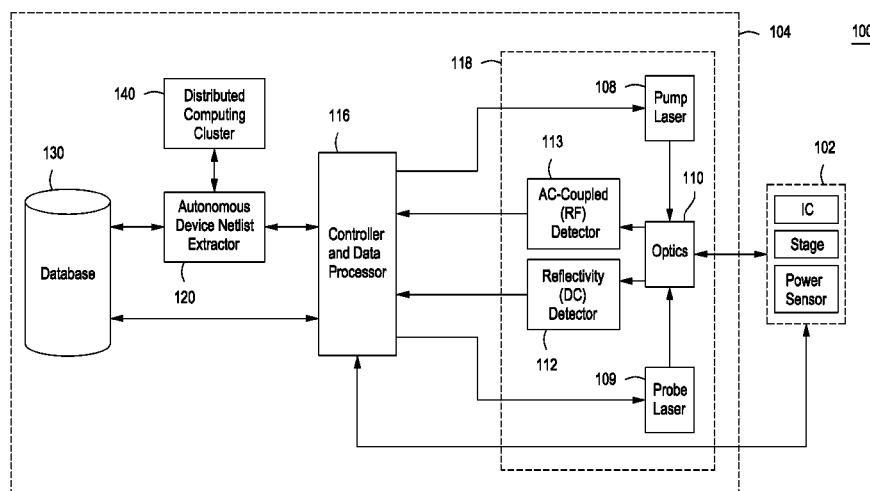 100
104
118
140
Distributed
Computing
Cluster
108
Pump
Laser
130
116
113
102
AC-Coupled
(RF)
Detector
110
IC
Autonomous
Device Netlist
Extractor
Controller
and Data
Processor
Optics
Stage
Database
Reflectivity
(DC)
Detector
Power
Sensor
120
112
109
Probe
Laser